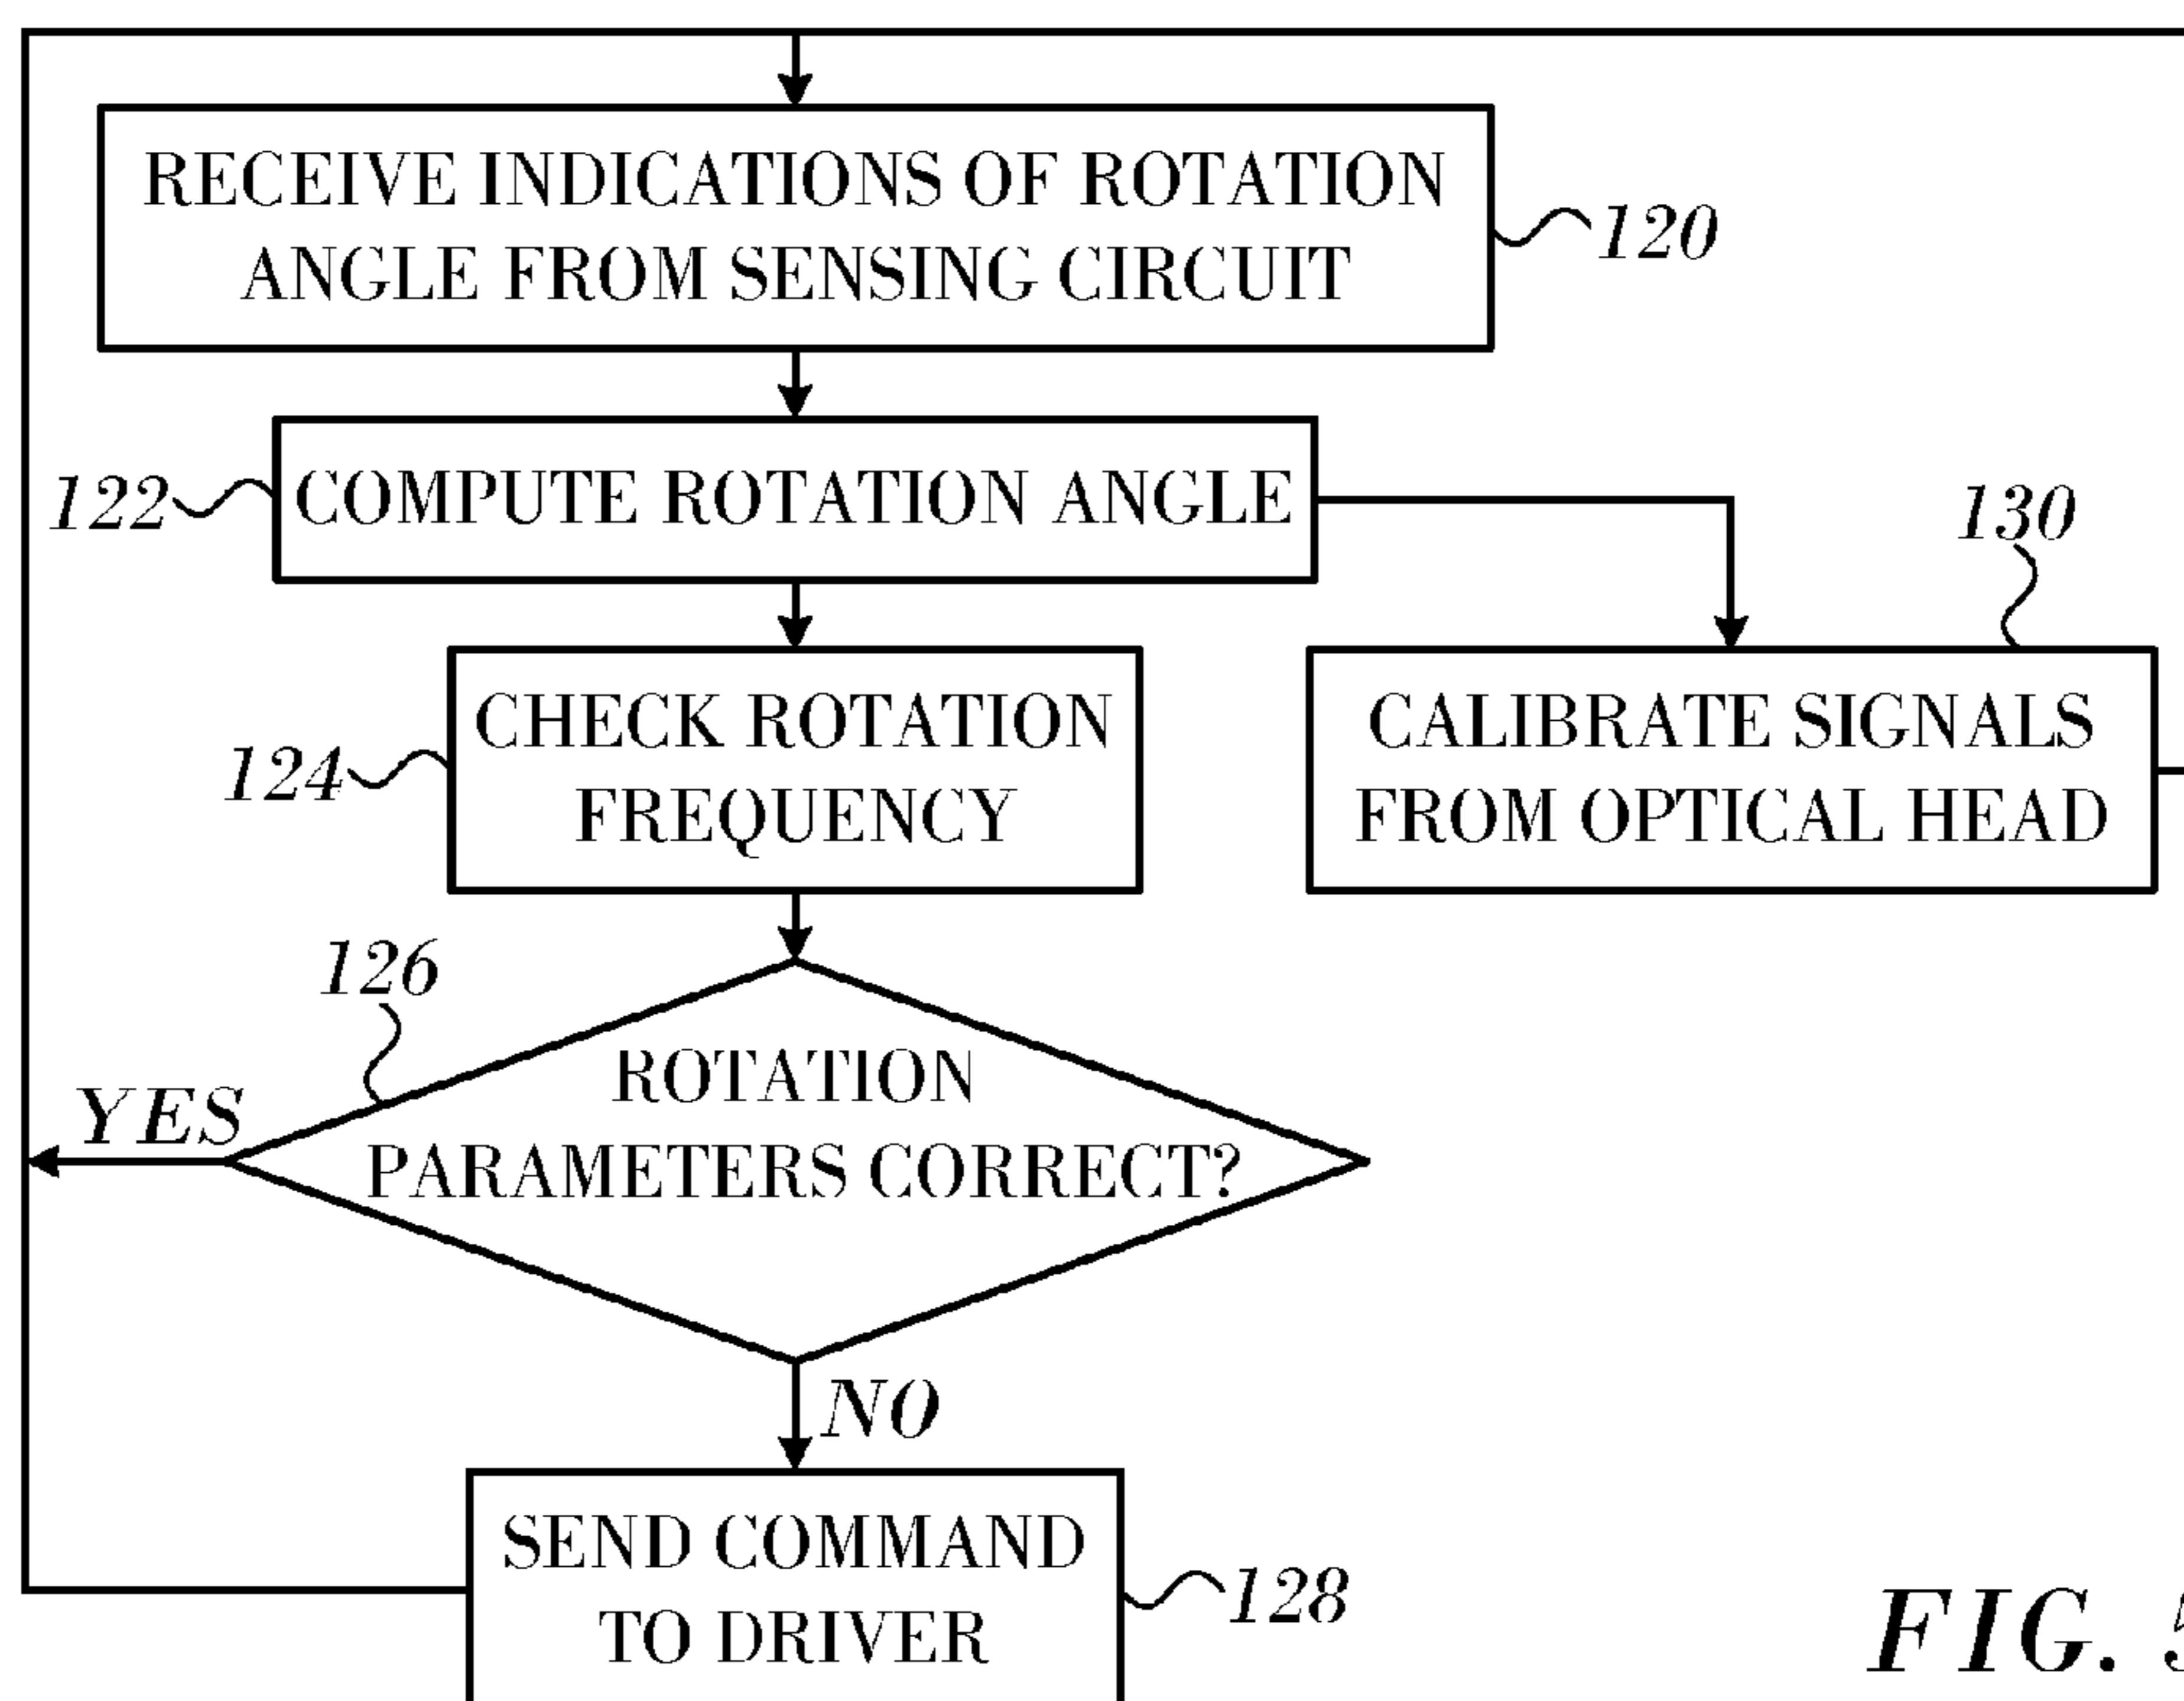 RECEIVE INDICATIONS OF ROTATION
ANGLE FROM SENSING CIRCUIT
120
122
COMPUTE ROTATION ANGLE
130
CHECK ROTATION
FREQUENCY
124
CALIBRATE SIGNALS
FROM OPTICAL HEAD
126
ROTATION
PARAMETERS CORRECT?
YES
NO
SEND COMMAND
TO DRIVER
128
FIG.